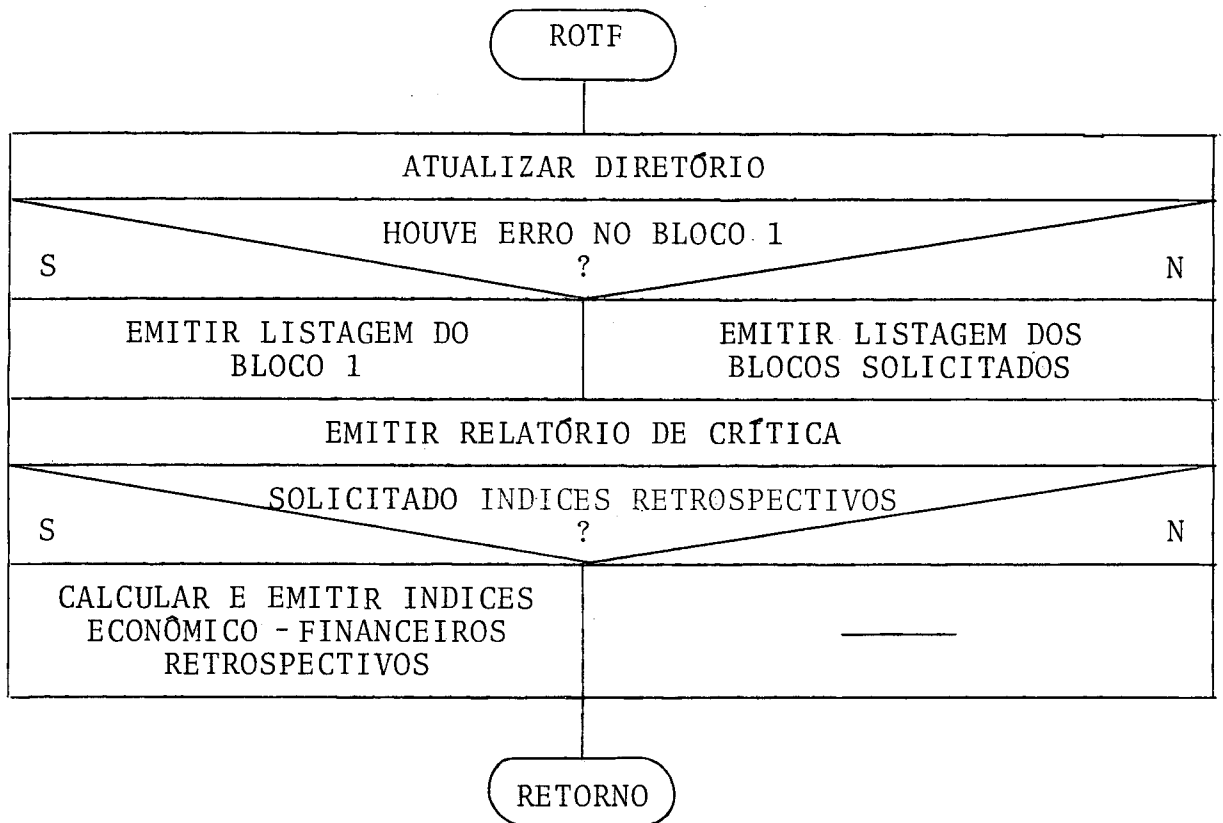 ROTF
ATUALIZAR DIRETÓRIO
HOUVE ERRO NO BLOCO 1
S ? N
EMITIR LISTAGEM DO
BLOCO 1
EMITIR LISTAGEM DOS
BLOCOS SOLICITADOS
EMITIR RELATÓRIO DE CRÍTICA
SOLICITADO INDICES RETROSPECTIVOS
S ? N
CALCULAR E EMITIR INDICES
ECONÔMICO - FINANCEIROS
RETROSPECTIVOS
RETORNO